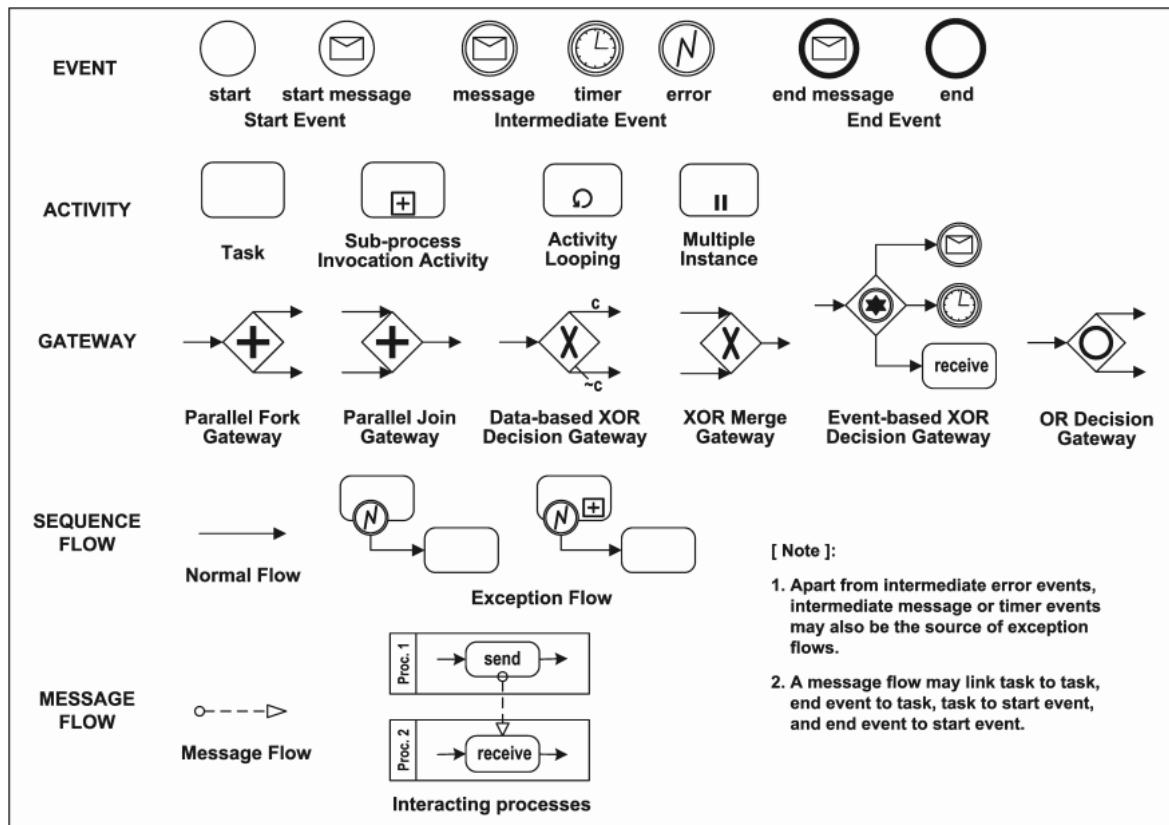 EVENT
start
start message
message
timer
error
end message
end
Start Event
Intermediate Event
End Event
ACTIVITY
Task
Sub-process
Invocation Activity
Activity
Looping
Multiple
Instance
GATEWAY
c
~c
receive
Parallel Fork
Gateway
Parallel Join
Gateway
Data-based XOR
Decision Gateway
XOR Merge
Gateway
Event-based XOR
Decision Gateway
OR Decision
Gateway
SEQUENCE
FLOW
Normal Flow
Exception Flow
[ Note ]:
1. Apart from intermediate error events,
intermediate message or timer events
may also be the source of exception
flows.
2. A message flow may link task to task,
end event to task, task to start event,
and end event to start event.
MESSAGE
FLOW
Message Flow
Proc. 1
send
Proc. 2
receive
Interacting processes